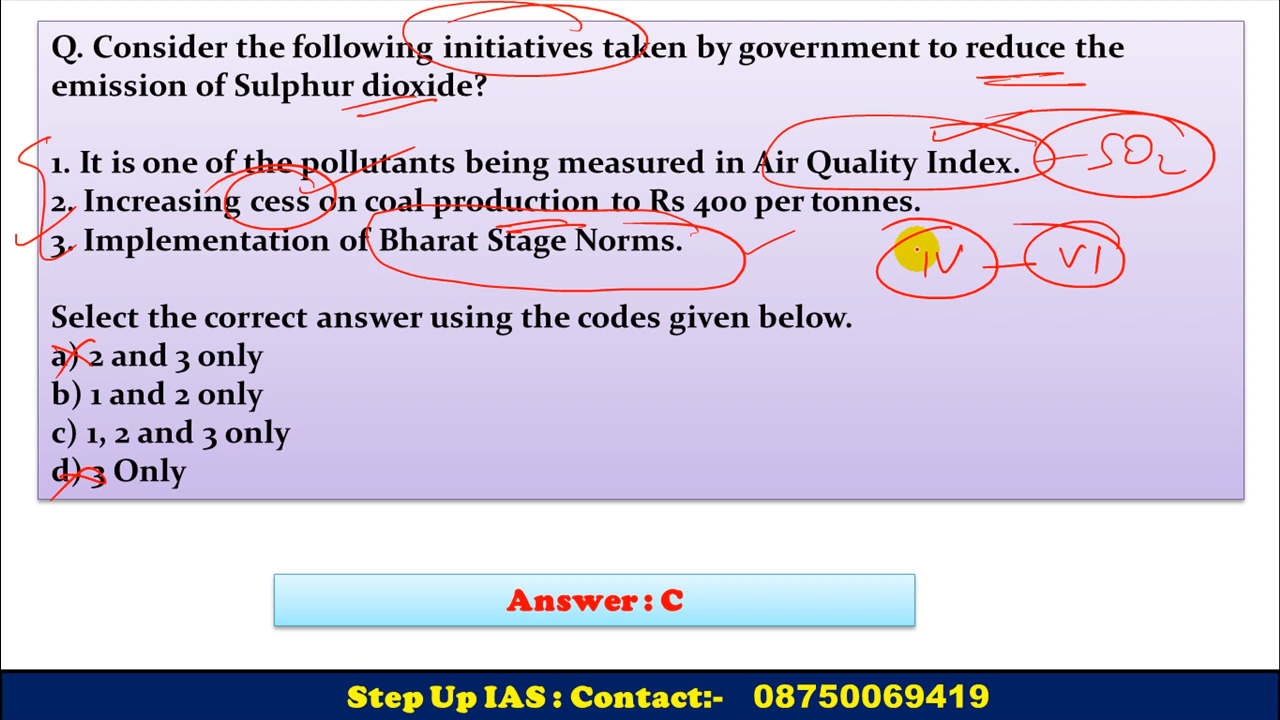 Q. Consider the following initiatives taken by government to reduce the
emission of Sulphur dioxide?
1. It is one of the pollutants being measured in Air Quality Index.
SO2
2. Increasing cess on coal production to Rs 400 per tonnes.
3. Implementation of Bharat Stage Norms.
IV - VI
Select the correct answer using the codes given below.
a) 2 and 3 only
b) 1 and 2 only
c) 1, 2 and 3 only
d) 3 Only
Answer : C
Step Up IAS : Contact:- 08750069419